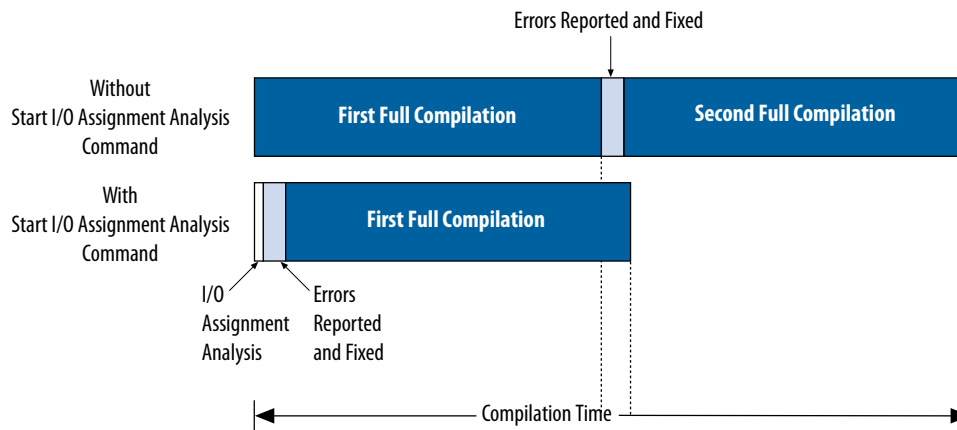 Errors Reported and Fixed
Without
Start I/O Assignment Analysis
Command
First Full Compilation
Second Full Compilation
With
Start I/O Assignment Analysis
Command
First Full Compilation
I/O
Assignment
Analysis
Errors
Reported
and Fixed
Compilation Time